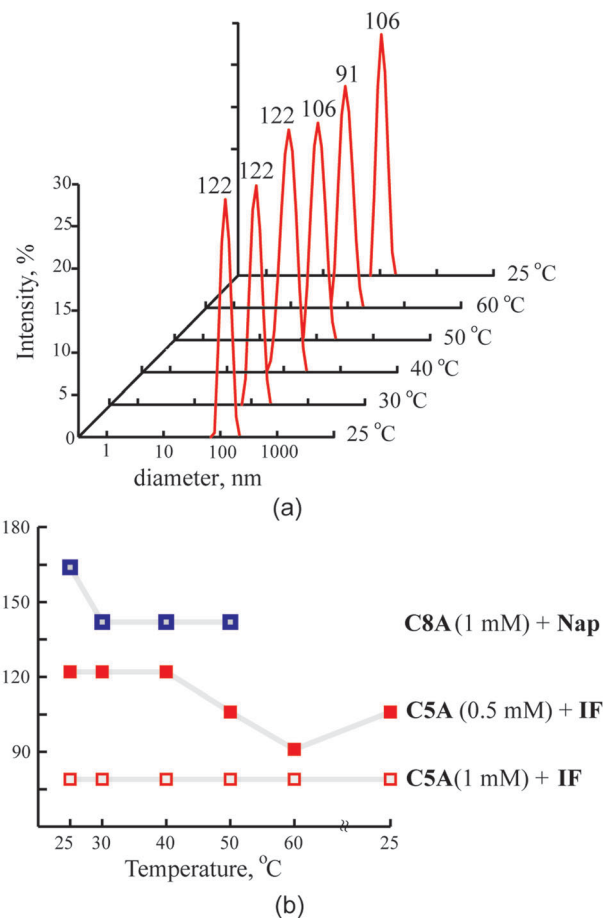 106
91
122
106
122
122
30
25
20
15
10
5
0
Intensity, %
25 °C
60 °C
50 °C
40 °C
30 °C
25 °C
1 10 100 1000
diameter, nm
(a)
180
150
120
90
C8A (1 mM) + Nap
C5A (0.5 mM) + IF
C5A (1 mM) + IF
25 30 40 50 60 ≈ 25
Temperature, °C
(b)